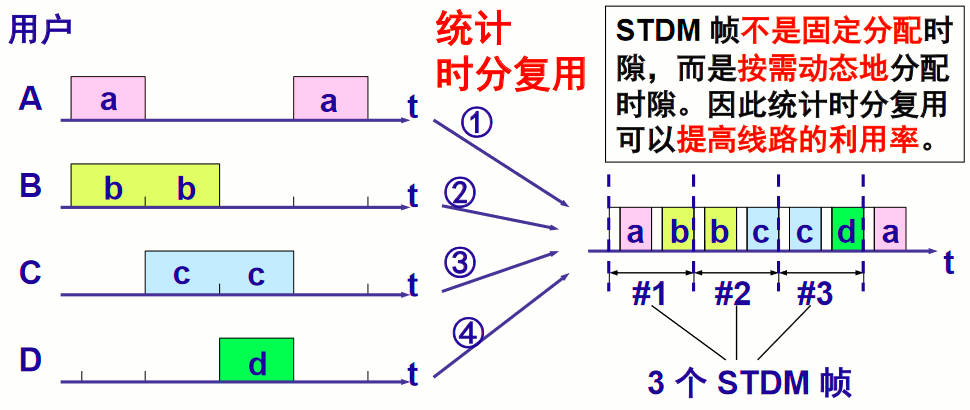 用户
统计
时分复用
STDM 帧不是固定分配时
隙，而是按需动态地分配
时隙。因此统计时分复用
可以提高线路的利用率。
A a a t
①
B b b t
②
a b b c c d a
t
C c c t
③
#1 #2 #3
④
D d t
3 个 STDM 帧